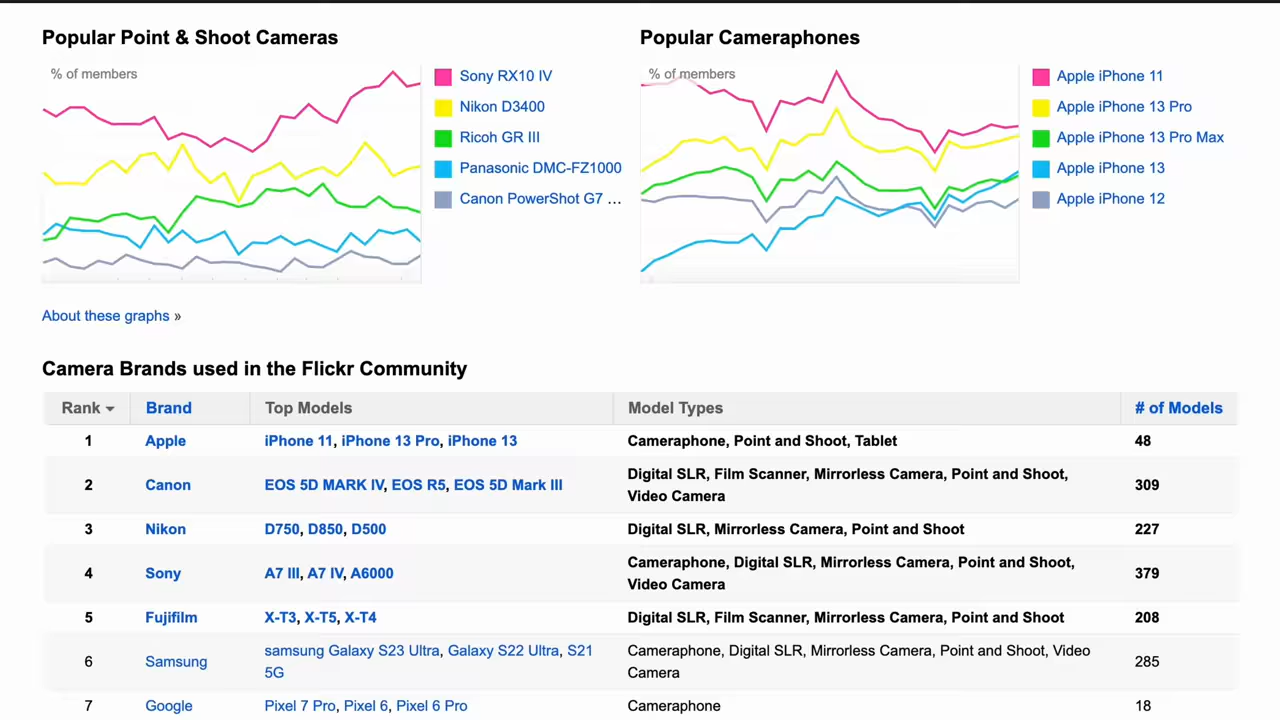 Popular Point & Shoot Cameras
% of members
Sony RX10 IV
Nikon D3400
Ricoh GR III
Panasonic DMC-FZ1000
Canon PowerShot G7 ...
Popular Cameraphones
% of members
Apple iPhone 11
Apple iPhone 13 Pro
Apple iPhone 13 Pro Max
Apple iPhone 13
Apple iPhone 12
About these graphs »
Camera Brands used in the Flickr Community
Rank Brand Top Models Model Types # of Models
1 Apple iPhone 11, iPhone 13 Pro, iPhone 13 Cameraphone, Point and Shoot, Tablet 48
2 Canon EOS 5D MARK IV, EOS R5, EOS 5D Mark III Digital SLR, Film Scanner, Mirrorless Camera, Point and Shoot,
Video Camera 309
3 Nikon D750, D850, D500 Digital SLR, Mirrorless Camera, Point and Shoot 227
4 Sony A7 III, A7 IV, A6000 Cameraphone, Digital SLR, Mirrorless Camera, Point and Shoot,
Video Camera 379
5 Fujifilm X-T3, X-T5, X-T4 Digital SLR, Film Scanner, Mirrorless Camera, Point and Shoot 208
6 Samsung samsung Galaxy S23 Ultra, Galaxy S22 Ultra, S21
5G Cameraphone, Digital SLR, Mirrorless Camera, Point and Shoot, Video
Camera 285
7 Google Pixel 7 Pro, Pixel 6, Pixel 6 Pro Cameraphone 18